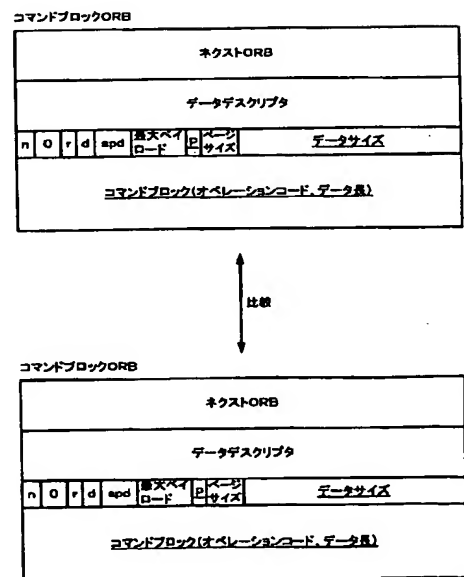 コマンドブロックORB
ネクストORB
データデスクリプタ
n 0 r d spd 最大ペイロード P ページサイズ データサイズ
コマンドブロック(オペレーションコード、データ長)
比較
コマンドブロックORB
ネクストORB
データデスクリプタ
n 0 r d spd 最大ペイロード P ページサイズ データサイズ
コマンドブロック(オペレーションコード、データ長)